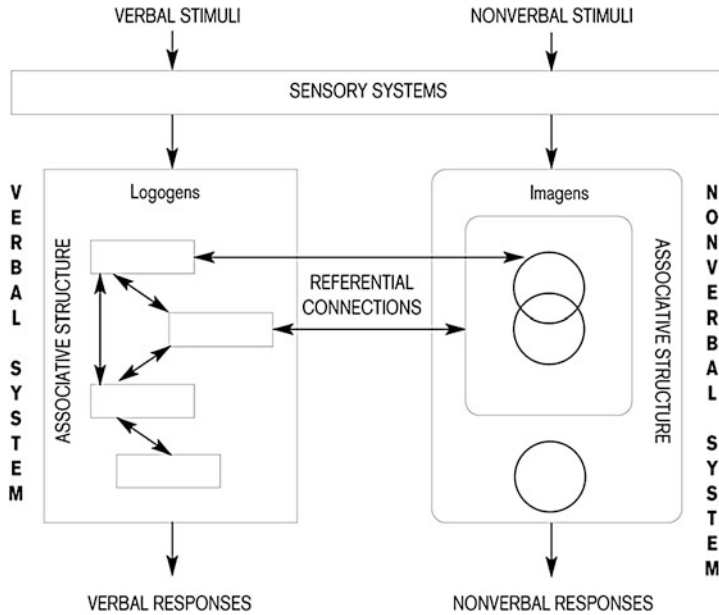 VERBAL STIMULI
NONVERBAL STIMULI
SENSORY SYSTEMS
VERBAL SYSTEM
ASSOCIATIVE STRUCTURE
Logogens
REFERENTIAL
CONNECTIONS
Imagens
ASSOCIATIVE STRUCTURE
NONVERBAL SYSTEM
VERBAL RESPONSES
NONVERBAL RESPONSES